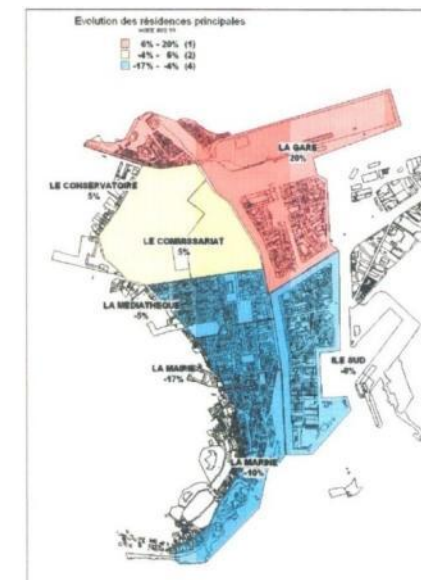 Evolution des résidences principales
6% - 20% (1)
-4% - 6% (2)
-17% - -4% (4)
LA GARE
20%
LE CONSERVATOIRE
5%
LE COMMISSARIAT
5%
LA MEDIATHEQUE
-5%
ILE SUD
LA MAIRIE
-17%
LA MARINE
-10%